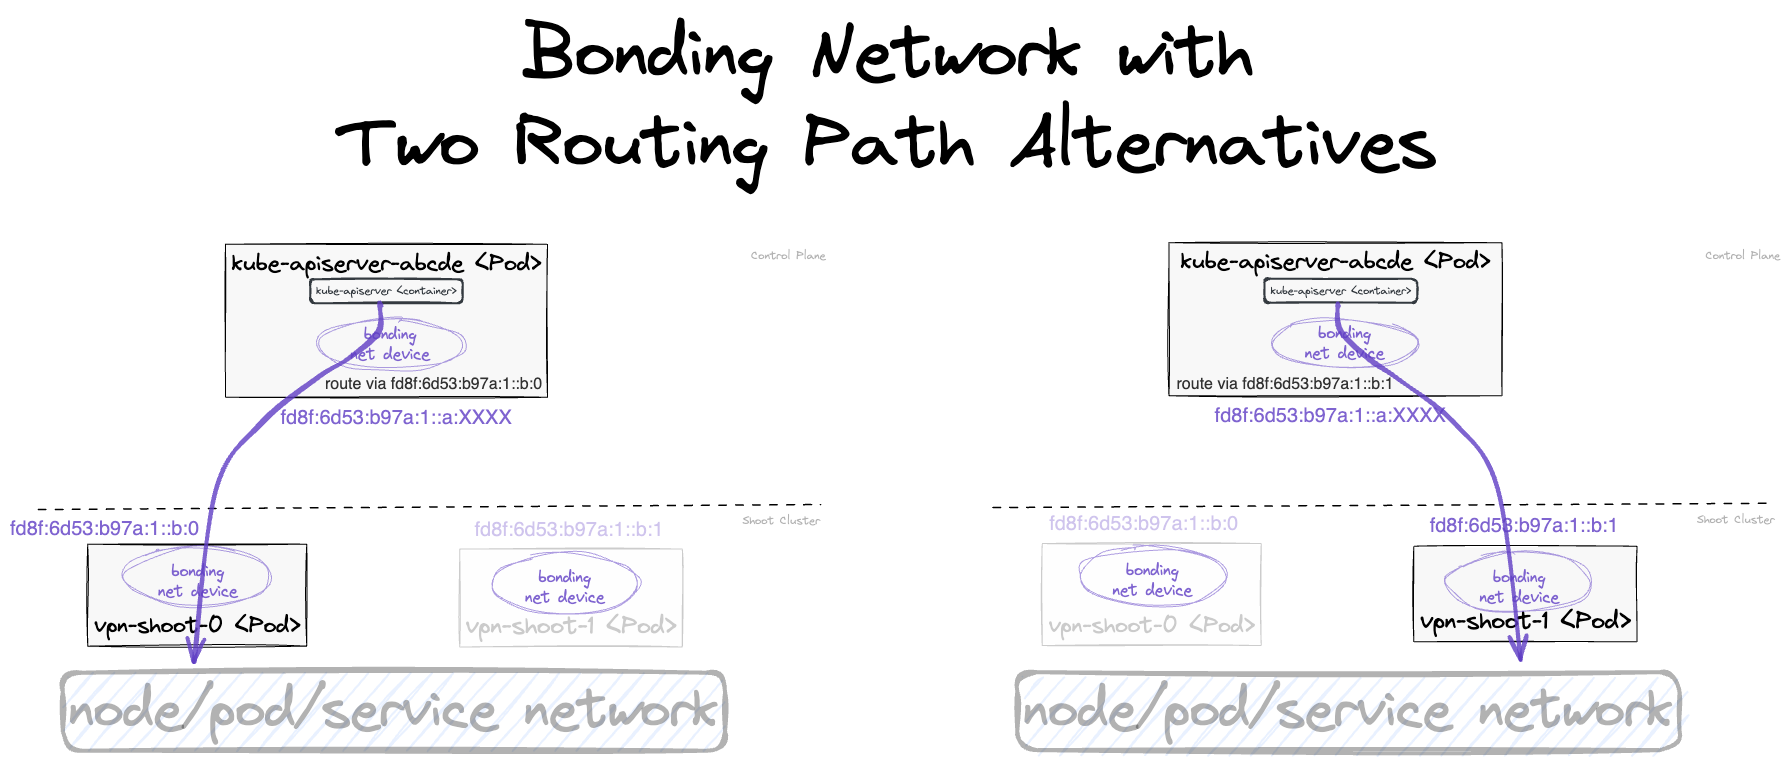 Bonding Network with
Two Routing Path Alternatives
kube-apiserver-abcde <Pod>
kube-apiserver <container>
bonding
net device
route via fd8f:6d53:b97a:1::b:0
fd8f:6d53:b97a:1::a:XXXX
Control Plane
fd8f:6d53:b97a:1::b:0
fd8f:6d53:b97a:1::b:1
Shoot Cluster
bonding
net device
vpn-shoot-0 <Pod>
bonding
net device
vpn-shoot-1 <Pod>
node/pod/service network
kube-apiserver-abcde <Pod>
kube-apiserver <container>
bonding
net device
route via fd8f:6d53:b97a:1::b:1
fd8f:6d53:b97a:1::a:XXXX
Control Plane
fd8f:6d53:b97a:1::b:0
fd8f:6d53:b97a:1::b:1
Shoot Cluster
bonding
net device
vpn-shoot-0 <Pod>
bonding
net device
vpn-shoot-1 <Pod>
node/pod/service network